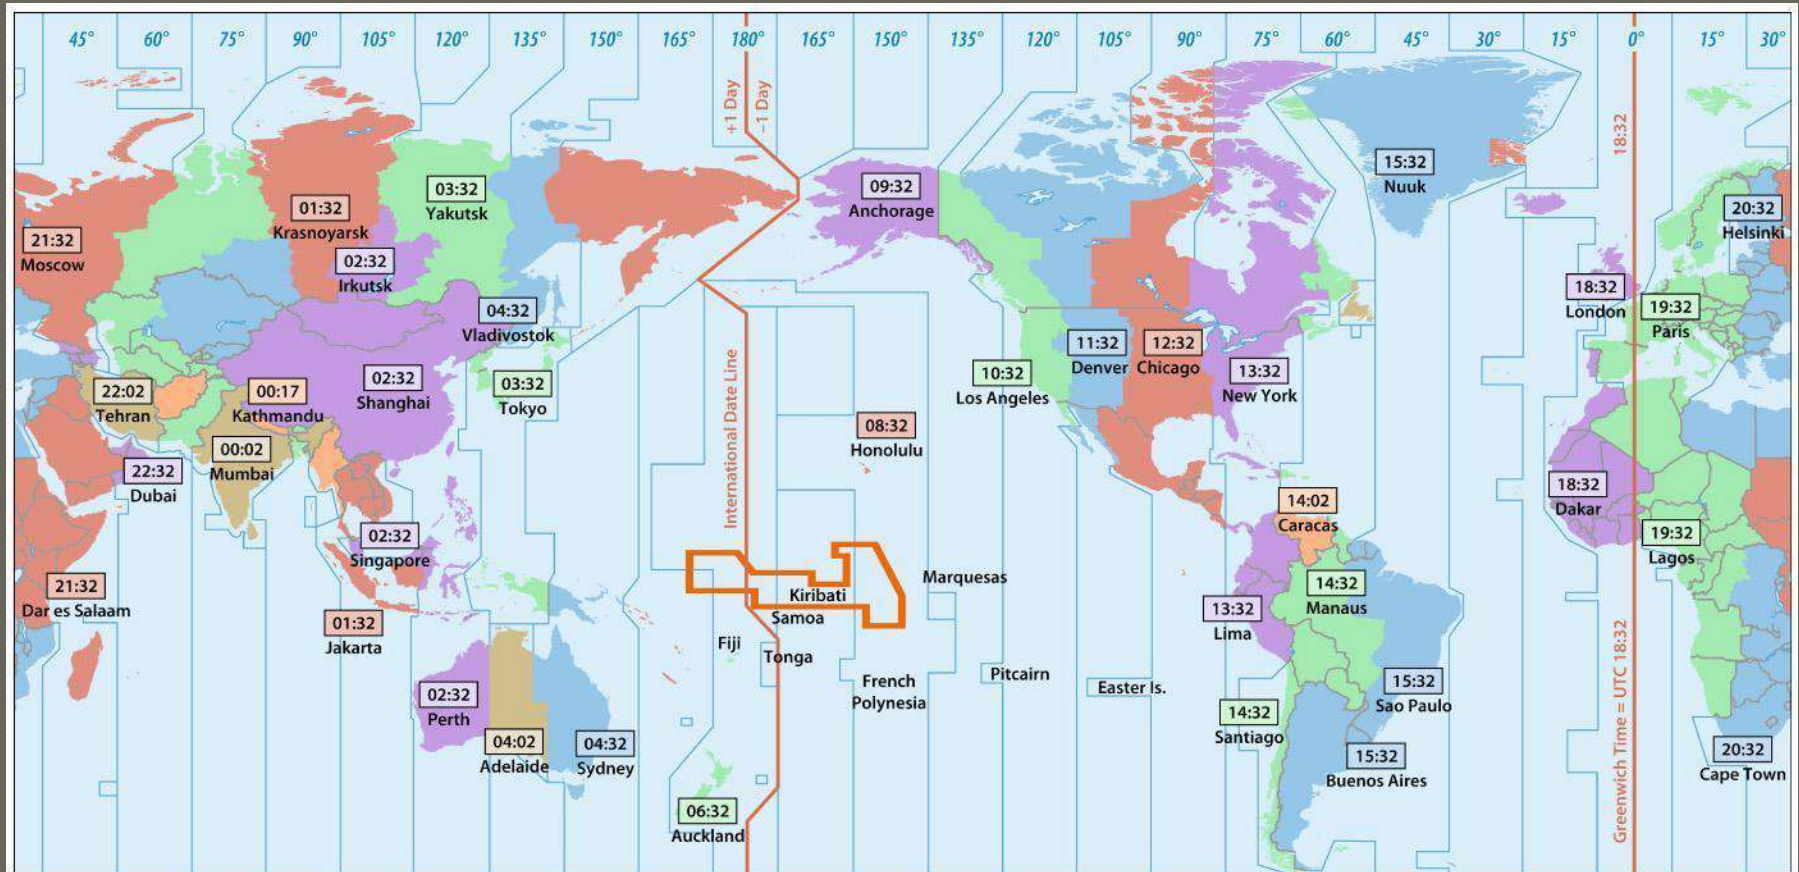 45°
60°
75°
90°
105°
120°
135°
150°
165°
180°
165°
150°
135°
120°
105°
90°
75°
60°
45°
30°
15°
0°
15°
30°
+1 Day
−1 Day
18:32
21:32
Moscow
01:32
Krasnoyarsk
02:32
Irkutsk
03:32
Yakutsk
04:32
Vladivostok
09:32
Anchorage
15:32
Nuuk
20:32
Helsinki
18:32
London
19:32
Paris
22:02
Tehran
00:17
Kathmandu
02:32
Shanghai
03:32
Tokyo
10:32
Los Angeles
11:32
Denver
12:32
Chicago
13:32
New York
International Date Line
08:32
Honolulu
22:32
Dubai
00:02
Mumbai
02:32
Singapore
14:02
Caracas
18:32
Dakar
19:32
Lagos
21:32
Dar es Salaam
01:32
Jakarta
Kiribati
Samoa
Fiji
Tonga
Marquesas
French
Polynesia
Pitcairn
Easter Is.
13:32
Lima
14:32
Manaus
02:32
Perth
04:02
Adelaide
04:32
Sydney
06:32
Auckland
14:32
Santiago
15:32
Sao Paulo
15:32
Buenos Aires
Greenwich Time = UTC 18:32
20:32
Cape Town